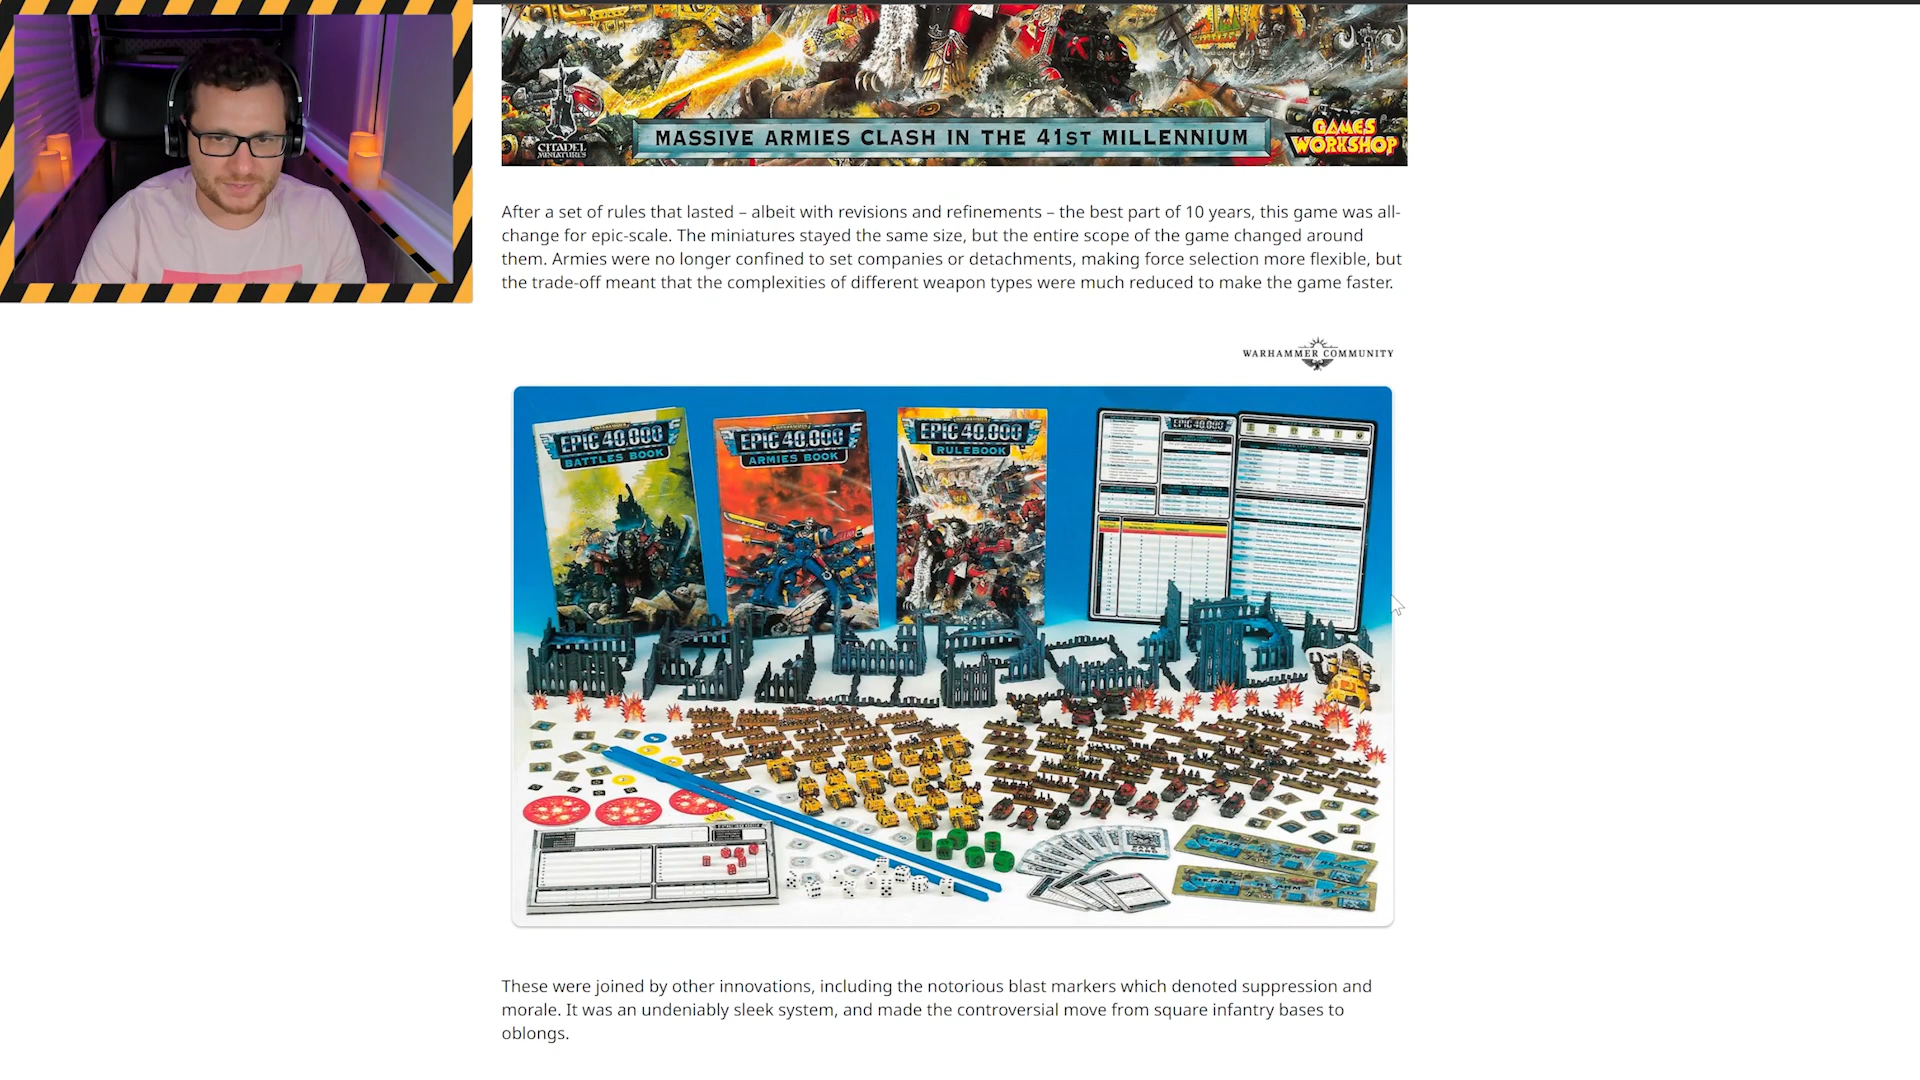 CITADEL
MINIATURES
MASSIVE ARMIES CLASH IN THE 41ST MILLENNIUM
GAMES
WORKSHOP
After a set of rules that lasted – albeit with revisions and refinements – the best part of 10 years, this game was all-
change for epic-scale. The miniatures stayed the same size, but the entire scope of the game changed around
them. Armies were no longer confined to set companies or detachments, making force selection more flexible, but
the trade-off meant that the complexities of different weapon types were much reduced to make the game faster.
WARHAMMER COMMUNITY
EPIC 40,000
BATTLES BOOK
EPIC 40,000
ARMIES BOOK
EPIC 40,000
RULEBOOK
EPIC 40,000
REPAIR
READY
REPAIR
READY
These were joined by other innovations, including the notorious blast markers which denoted suppression and
morale. It was an undeniably sleek system, and made the controversial move from square infantry bases to
oblongs.